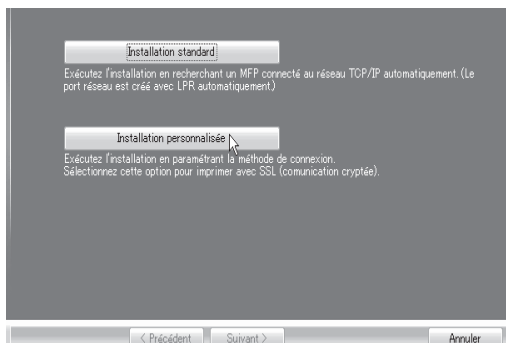 Installation standard
Exécutez l'installation en recherchant un MFP connecté au réseau TCP/IP automatiquement. (Le
port réseau est créé avec LPR automatiquement.)
Installation personnalisée
Exécutez l'installation en paramétrant la méthode de connexion.
Sélectionnez cette option pour imprimer avec SSL (comunication cryptée).
< Précédent
Suivant >
Annuler